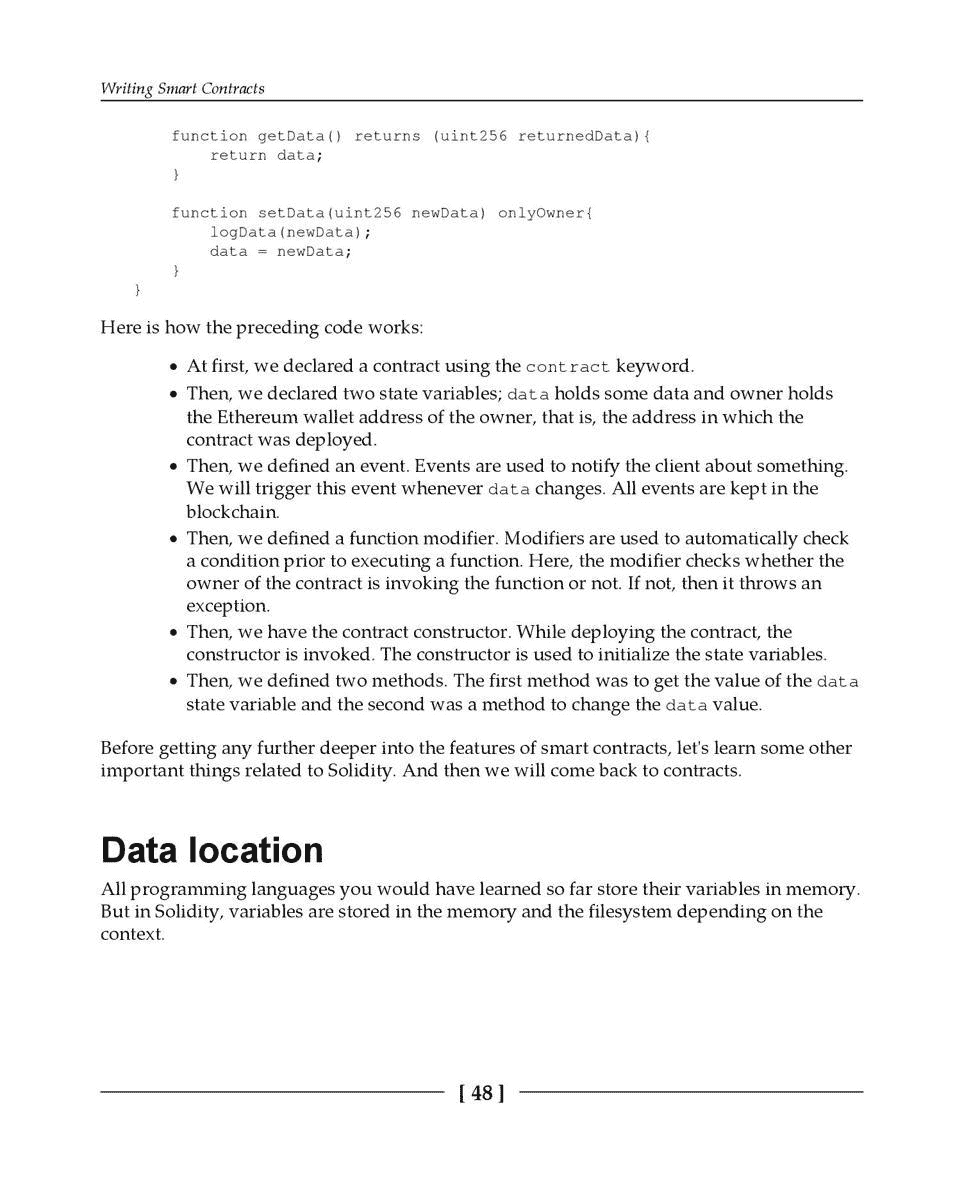 Writing Smart Contracts
function getData() returns (uint256 returnedData){
return data;
}
function setData(uint256 newData) onlyOwner{
logData(newData);
data = newData;
}
}
Here is how the preceding code works:
• At first, we declared a contract using the contract keyword.
• Then, we declared two state variables; data holds some data and owner holds
the Ethereum wallet address of the owner, that is, the address in which the
contract was deployed.
• Then, we defined an event. Events are used to notify the client about something.
We will trigger this event whenever data changes. All events are kept in the
blockchain.
• Then, we defined a function modifier. Modifiers are used to automatically check
a condition prior to executing a function. Here, the modifier checks whether the
owner of the contract is invoking the function or not. If not, then it throws an
exception.
• Then, we have the contract constructor. While deploying the contract, the
constructor is invoked. The constructor is used to initialize the state variables.
• Then, we defined two methods. The first method was to get the value of the data
state variable and the second was a method to change the data value.
Before getting any further deeper into the features of smart contracts, let's learn some other
important things related to Solidity. And then we will come back to contracts.
Data location
All programming languages you would have learned so far store their variables in memory.
But in Solidity, variables are stored in the memory and the filesystem depending on the
context.
[ 48 ]